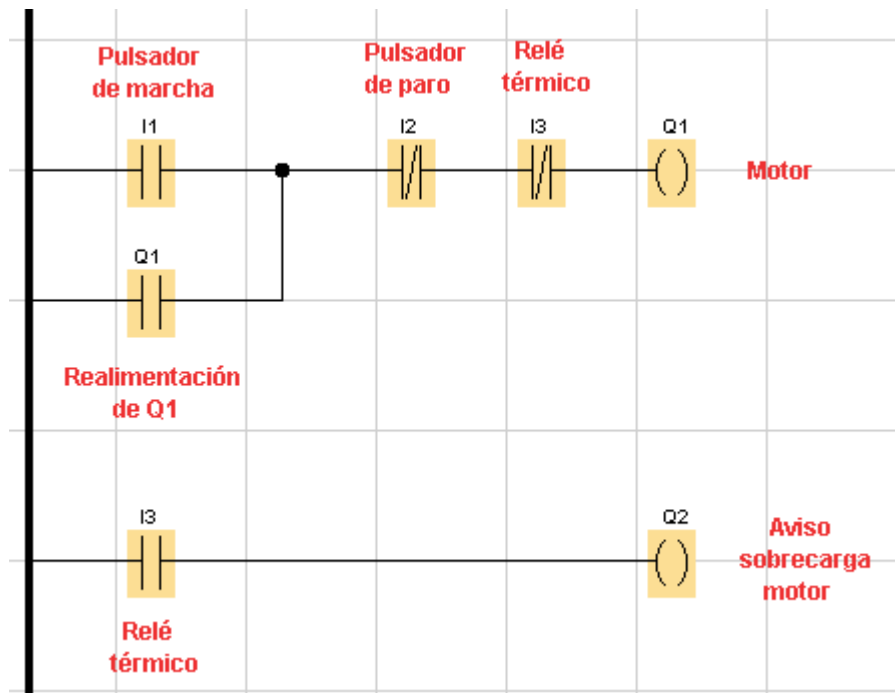 Pulsador
de marcha
Pulsador
de paro
Relé
térmico
I1
I2
I3
Q1
Motor
Q1
Realimentación
de Q1
I3
Q2
Aviso
sobrecarga
motor
Relé
térmico